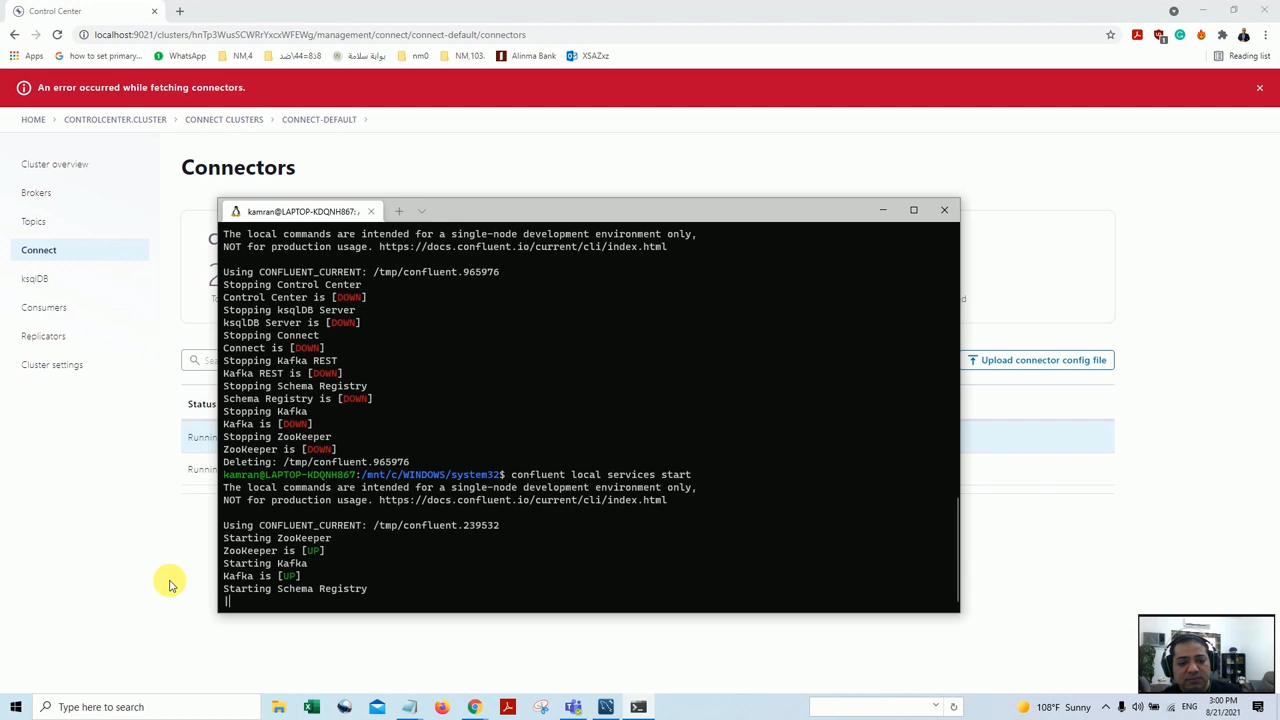 Control Center
localhost:9021/clusters/hnTp3WusSCWRrYxcxWFEWg/management/connect/connect-default/connectors
Apps
how to set primary...
WhatsApp
NM,4
بوابة سلامة
nm0
NM,103.
Alinma Bank
XSAZxz
Reading list
An error occurred while fetching connectors.
HOME
CONTROLCENTER.CLUSTER
CONNECT CLUSTERS
CONNECT-DEFAULT
Cluster overview
Brokers
Topics
Connect
ksqlDB
Consumers
Replicators
Cluster settings
Connectors
Upload connector config file
Status
Running
kamran@LAPTOP-KDQNH867: /
The local commands are intended for a single-node development environment only,
NOT for production usage. https://docs.confluent.io/current/cli/index.html
Using CONFLUENT_CURRENT: /tmp/confluent.965976
Stopping Control Center
Control Center is [DOWN]
Stopping ksqlDB Server
ksqlDB Server is [DOWN]
Stopping Connect
Connect is [DOWN]
Stopping Kafka REST
Kafka REST is [DOWN]
Stopping Schema Registry
Schema Registry is [DOWN]
Stopping Kafka
Kafka is [DOWN]
Stopping ZooKeeper
ZooKeeper is [DOWN]
Deleting: /tmp/confluent.965976
kamran@LAPTOP-KDQNH867:/mnt/c/WINDOWS/system32$ confluent local services start
The local commands are intended for a single-node development environment only,
NOT for production usage. https://docs.confluent.io/current/cli/index.html
Using CONFLUENT_CURRENT: /tmp/confluent.239532
Starting ZooKeeper
ZooKeeper is [UP]
Starting Kafka
Kafka is [UP]
Starting Schema Registry
Type here to search
108°F Sunny
ENG
3:00 PM
8/21/2021